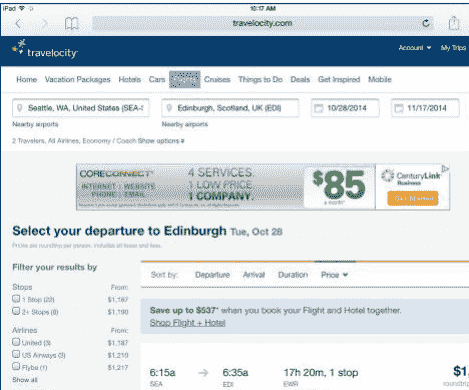 iPad
10:17 AM
travelocity.com
travelocity
Account My Trips
Home Vacation Packages Hotels Cars Cruises Things to Do Deals Get Inspired Mobile
Seattle, WA, United States (SEA-S Edinburgh, Scotland, UK (EDI) 10/28/2014 11/17/2014
Nearby airports Nearby airports
2 Travelers, All Airlines, Economy / Coach Show options
CORECONNECT® 4 SERVICES. $85 CenturyLink®
INTERNET | WEBSITE 1 LOW PRICE. a month* Business
PHONE | EMAIL 1 COMPANY. Get Started
Select your departure to Edinburgh Tue, Oct 28
Prices are roundtrip per person, includes all taxes and fees.
Filter your results by
Sort by: Departure Arrival Duration Price
Stops From:
1 Stop (20) $1,187
2+ Stops (8) $1,190
Save up to $537* when you book your Flight and Hotel together.
Shop Flight + Hotel
Airlines From:
United (3) $1,187
US Airways (3) $1,210
Flybe (1) $1,217
Show all
6:15a → 6:35a 17h 20m, 1 stop $1
SEA EDI EWR roundtrip